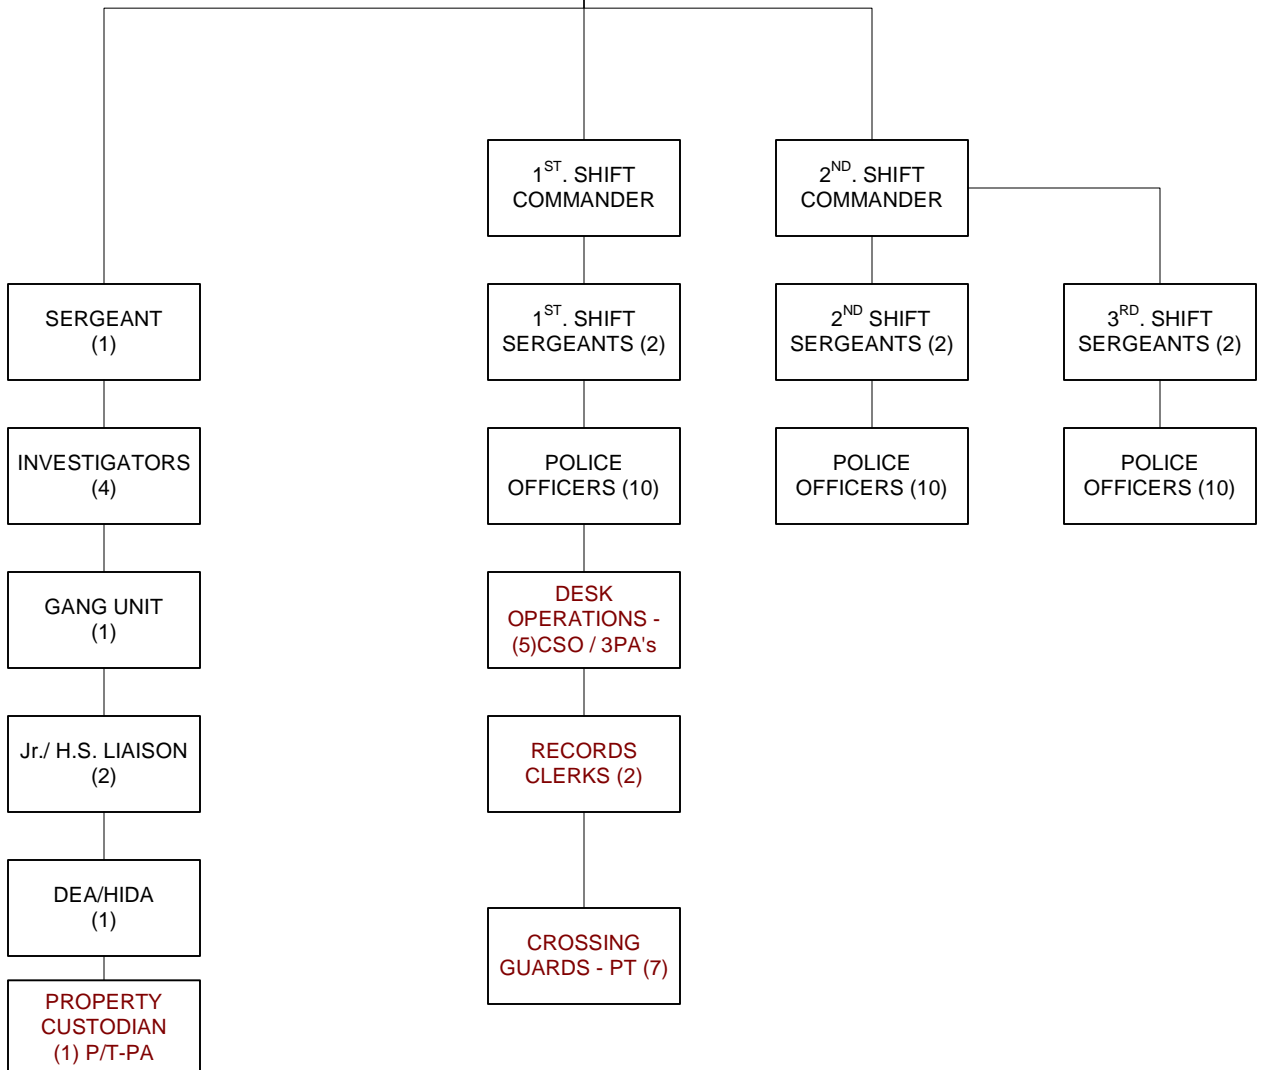 1ST. SHIFT
COMMANDER
2ND. SHIFT
COMMANDER
SERGEANT
(1)
1ST. SHIFT
SERGEANTS (2)
2ND SHIFT
SERGEANTS (2)
3RD. SHIFT
SERGEANTS (2)
INVESTIGATORS
(4)
POLICE
OFFICERS (10)
POLICE
OFFICERS (10)
POLICE
OFFICERS (10)
GANG UNIT
(1)
DESK
OPERATIONS -
(5)CSO / 3PA's
Jr./ H.S. LIAISON
(2)
RECORDS
CLERKS (2)
DEA/HIDA
(1)
CROSSING
GUARDS - PT (7)
PROPERTY
CUSTODIAN
(1) P/T-PA